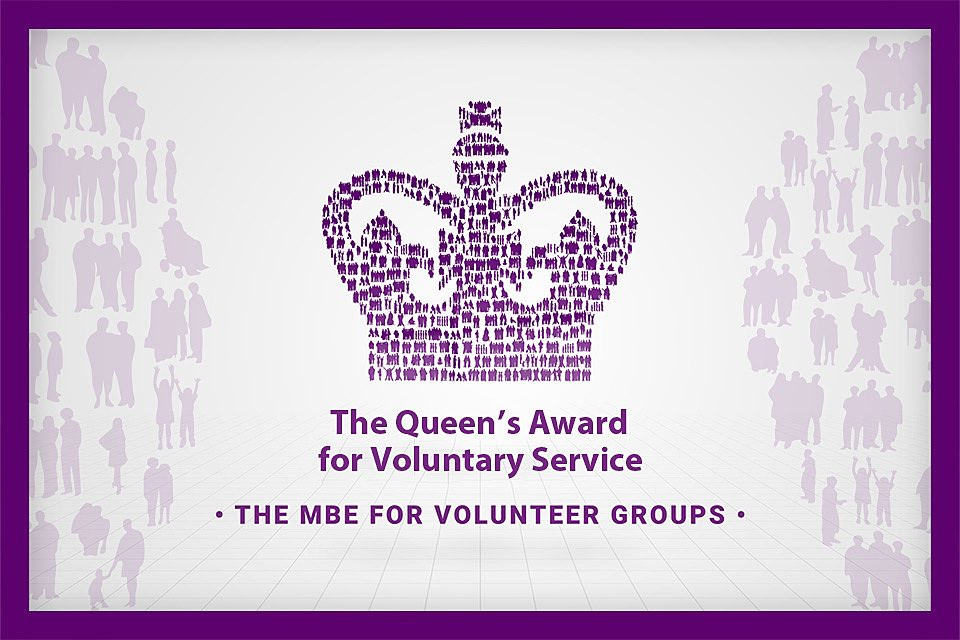 The Queen’s Award
for Voluntary Service
• THE MBE FOR VOLUNTEER GROUPS •